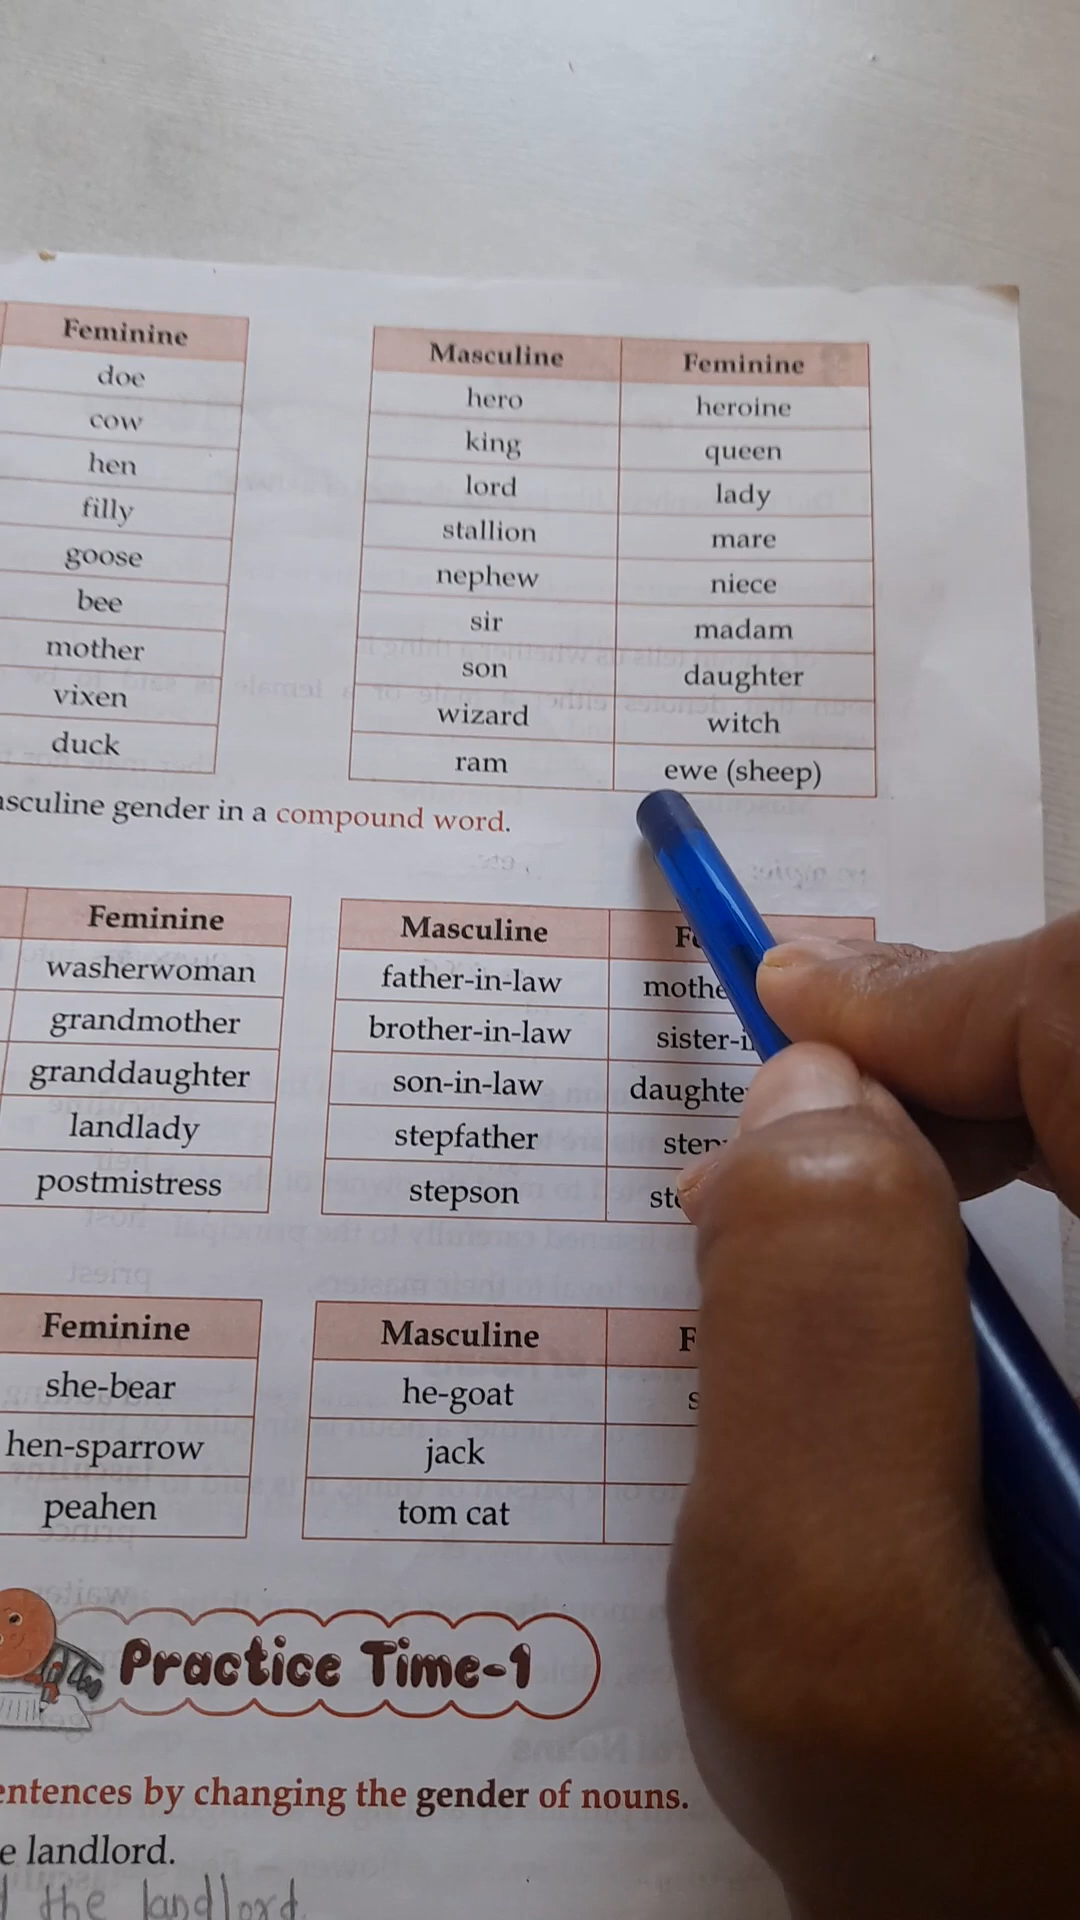 Feminine
doe
cow
hen
filly
goose
bee
mother
vixen
duck
Masculine Feminine
hero heroine
king queen
lord lady
stallion mare
nephew niece
sir madam
son daughter
wizard witch
ram ewe (sheep)
gender in a compound word.
Feminine
washerwoman
grandmother
granddaughter
landlady
postmistress
Masculine
father-in-law
brother-in-law
son-in-law
stepfather
stepson
Feminine
she-bear
hen-sparrow
peahen
Masculine
he-goat
jack
tom cat
Practice Time-1
by changing the gender of nouns.
landlord.
the landlord.